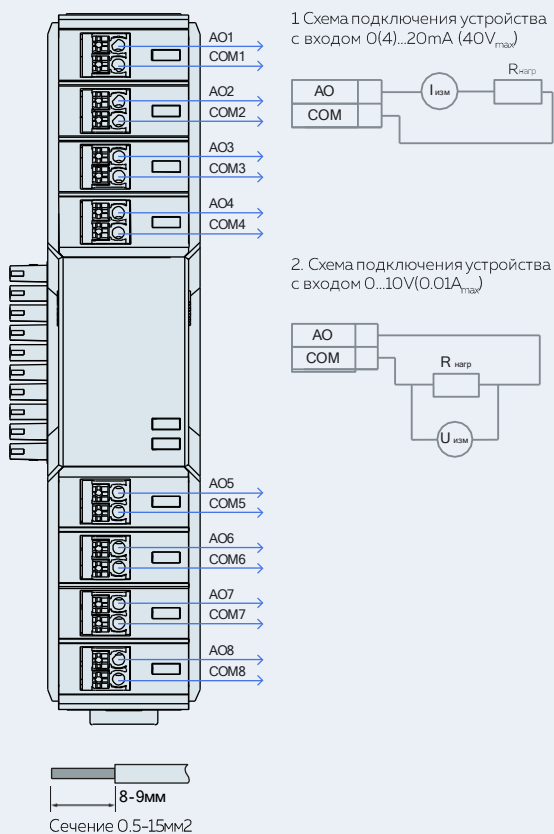 AO1
COM1
AO2
COM2
AO3
COM3
AO4
COM4
AO5
COM5
AO6
COM6
AO7
COM7
AO8
COM8
8-9мм
Сечение 0.5-15мм2
1 Схема подключения устройства
с входом 0(4)...20mA (40Vmax)
Rнагр
AO
COM
Iизм
2. Схема подключения устройства
с входом 0...10V(0.01Amax)
AO
COM
R нагр
U изм